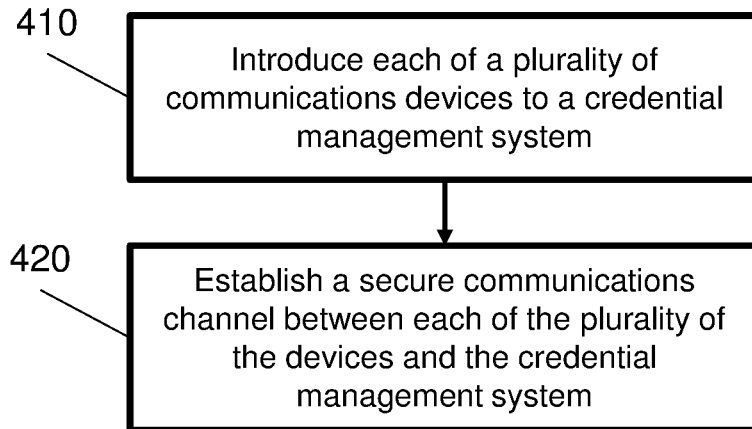 410
Introduce each of a plurality of
communications devices to a credential
management system
420
Establish a secure communications
channel between each of the plurality of
the devices and the credential
management system